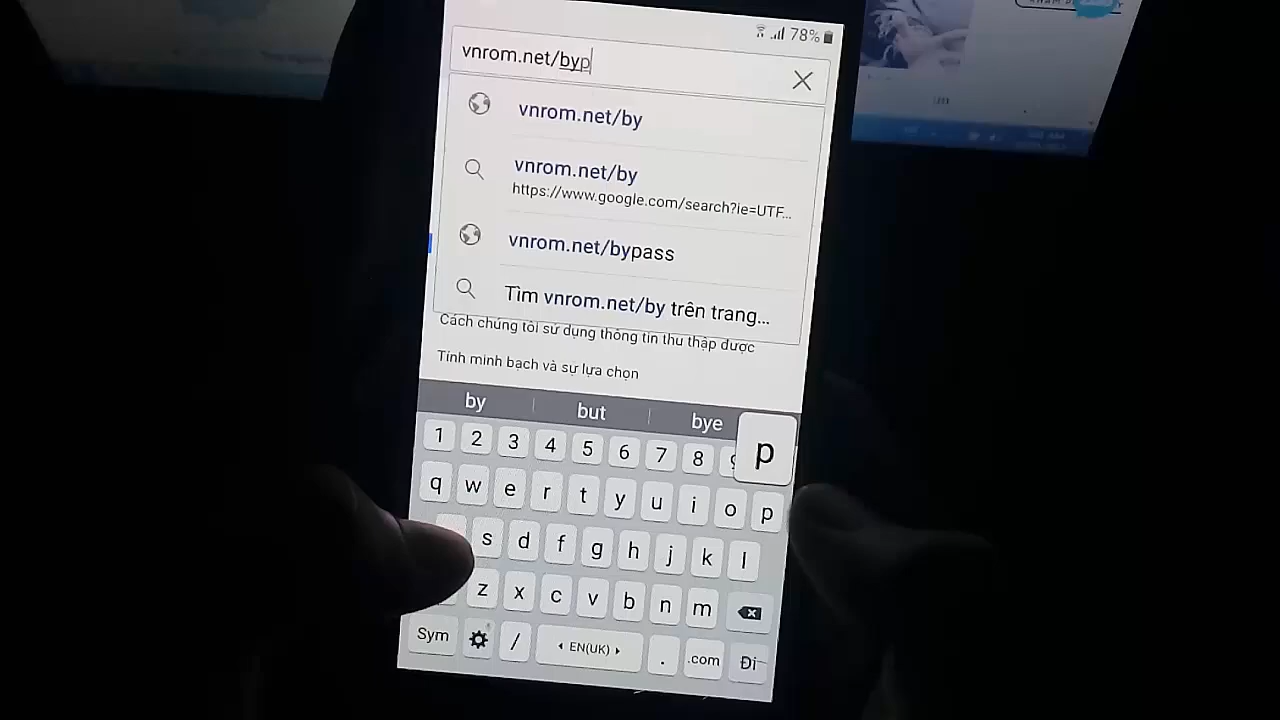 78%
vnrom.net/byp
vnrom.net/by
vnrom.net/by
https://www.google.com/search?ie=UTF...
vnrom.net/bypass
Tìm vnrom.net/by trên trang...
Cách chúng tôi sử dụng thông tin thu thập được
Tính minh bạch và sự lựa chọn
by but bye
p
1 2 3 4 5 6 7 8
q w e r t y u i o p
s d f g h j k l
z x c v b n m
Sym / EN(UK) . .com Đi